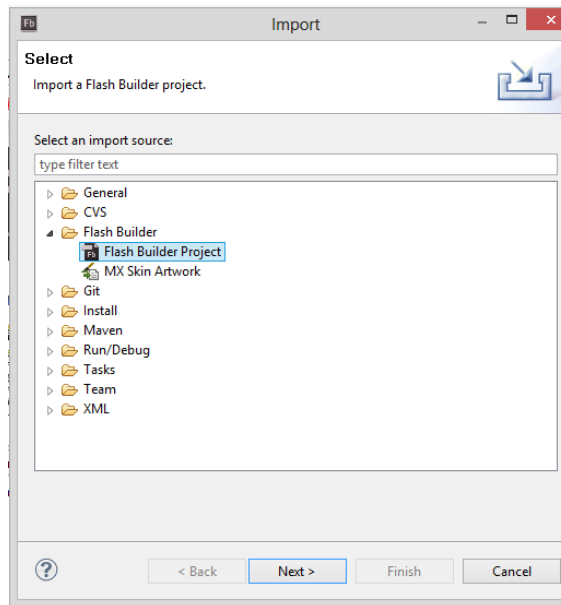 Fb
Import
Select
Import a Flash Builder project.
Select an import source:
type filter text
General
CVS
Flash Builder
Fb Flash Builder Project
MX Skin Artwork
Git
Install
Maven
Run/Debug
Tasks
Team
XML
? < Back Next > Finish Cancel